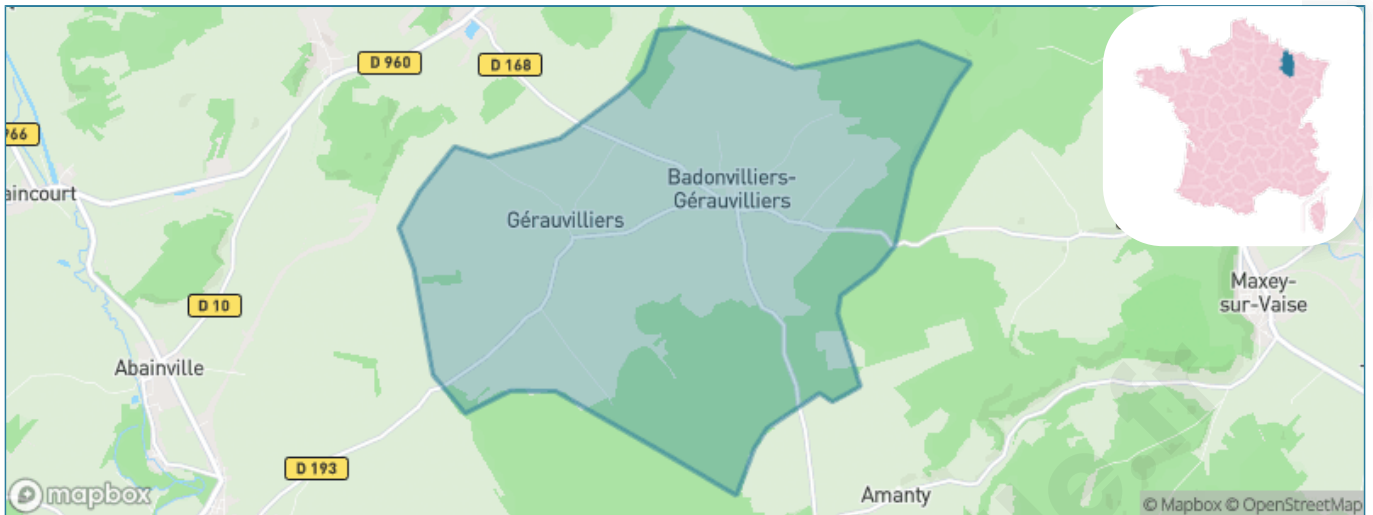 D 960
D 168
966
aincourt
Badonvilliers-
Gérauvilliers
Gérauvilliers
Maxey-
sur-Vaise
D 10
Abainville
D 193
Amanty
mapbox
© Mapbox © OpenStreetMap